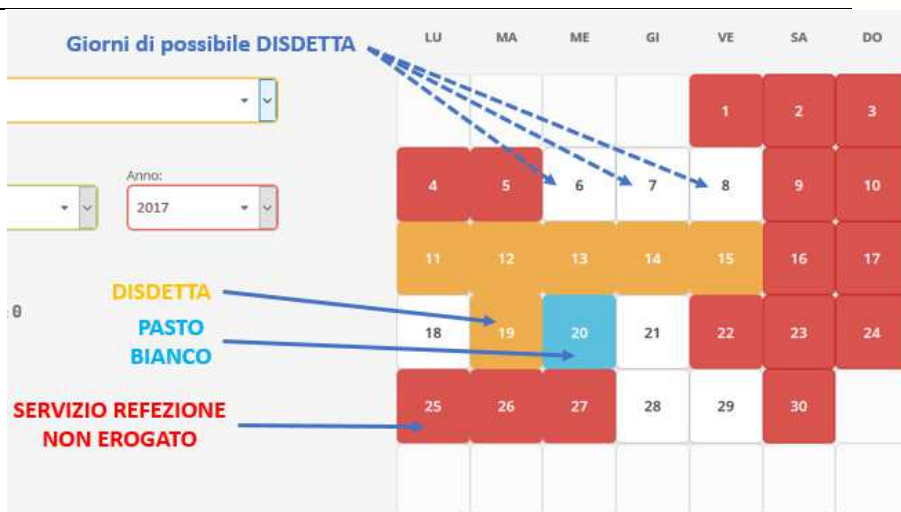 Giorni di possibile DISDETTA
LU MA ME GI VE SA DO
1 2 3
Anno:
2017
4 5 6 7 8 9 10
11 12 13 14 15 16 17
DISDETTA
: 0
PASTO
BIANCO
18 19 20 21 22 23 24
SERVIZIO REFEZIONE
NON EROGATO
25 26 27 28 29 30